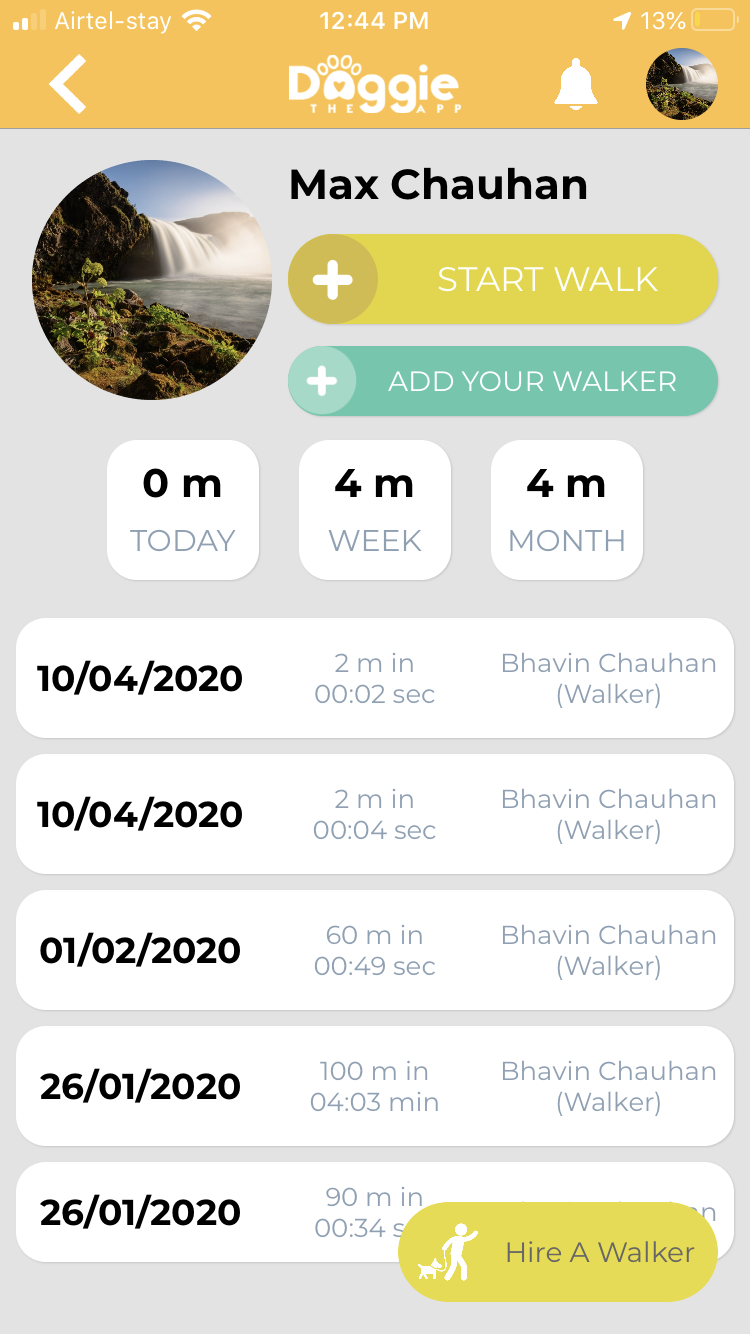 Airtel-stay 12:44 PM 13%
Doggie
THE APP
Max Chauhan
START WALK
ADD YOUR WALKER
0 m 4 m 4 m
TODAY WEEK MONTH
10/04/2020
2 m in
00:02 sec
Bhavin Chauhan
(Walker)
10/04/2020
2 m in
00:04 sec
Bhavin Chauhan
(Walker)
01/02/2020
60 m in
00:49 sec
Bhavin Chauhan
(Walker)
26/01/2020
100 m in
04:03 min
Bhavin Chauhan
(Walker)
26/01/2020
90 m in
00:34
Hire A Walker